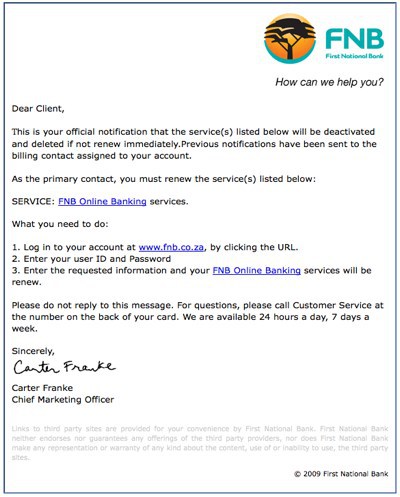 FNB
First National Bank
How can we help you?
Dear Client,
This is your official notification that the service(s) listed below will be deactivated
and deleted if not renew immediately.Previous notifications have been sent to the
billing contact assigned to your account.
As the primary contact, you must renew the service(s) listed below:
SERVICE: FNB Online Banking services.
What you need to do:
1. Log in to your account at www.fnb.co.za, by clicking the URL.
2. Enter your user ID and Password
3. Enter the requested information and your FNB Online Banking services will be
renew.
Please do not reply to this message. For questions, please call Customer Service at
the number on the back of your card. We are available 24 hours a day, 7 days a
week.
Sincerely,
Carter Franke
Carter Franke
Chief Marketing Officer
Links to third party sites are provided for your convenience by First National Bank. First National Bank
neither endorses nor guarantees any offerings of the third party providers, nor does First National Bank
make any representation or warranty of any kind about the content, use of or inability to use, the third party
sites.
© 2009 First National Bank